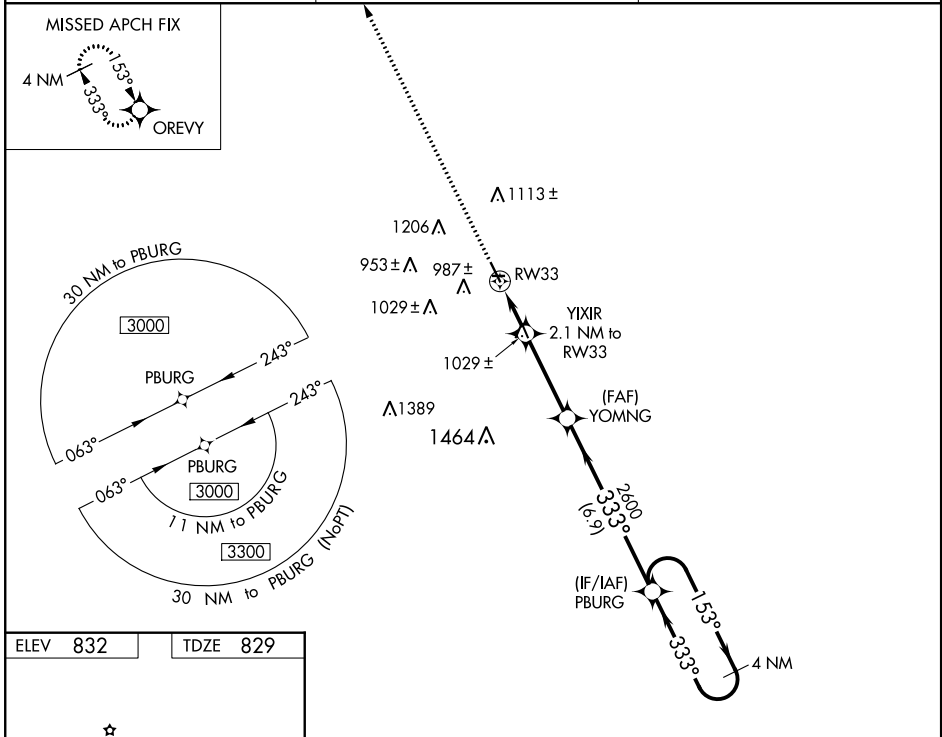 MISSED APCH FIX
4 NM
153°
333°
OREVY
1113 ±
1206
953 ±
987 ±
RW33
1029 ±
YIXIR
2.1 NM to
RW33
1029 ±
30 NM to PBURG
3000
243°
PBURG
063°
243°
PBURG
063°
3000
11 NM to PBURG
3300
30 NM to PBURG (NoPT)
1389
1464
(FAF)
YOMNG
2600
333°
(6.9)
(IF/IAF)
PBURG
153°
333°
4 NM
ELEV 832
TDZE 829